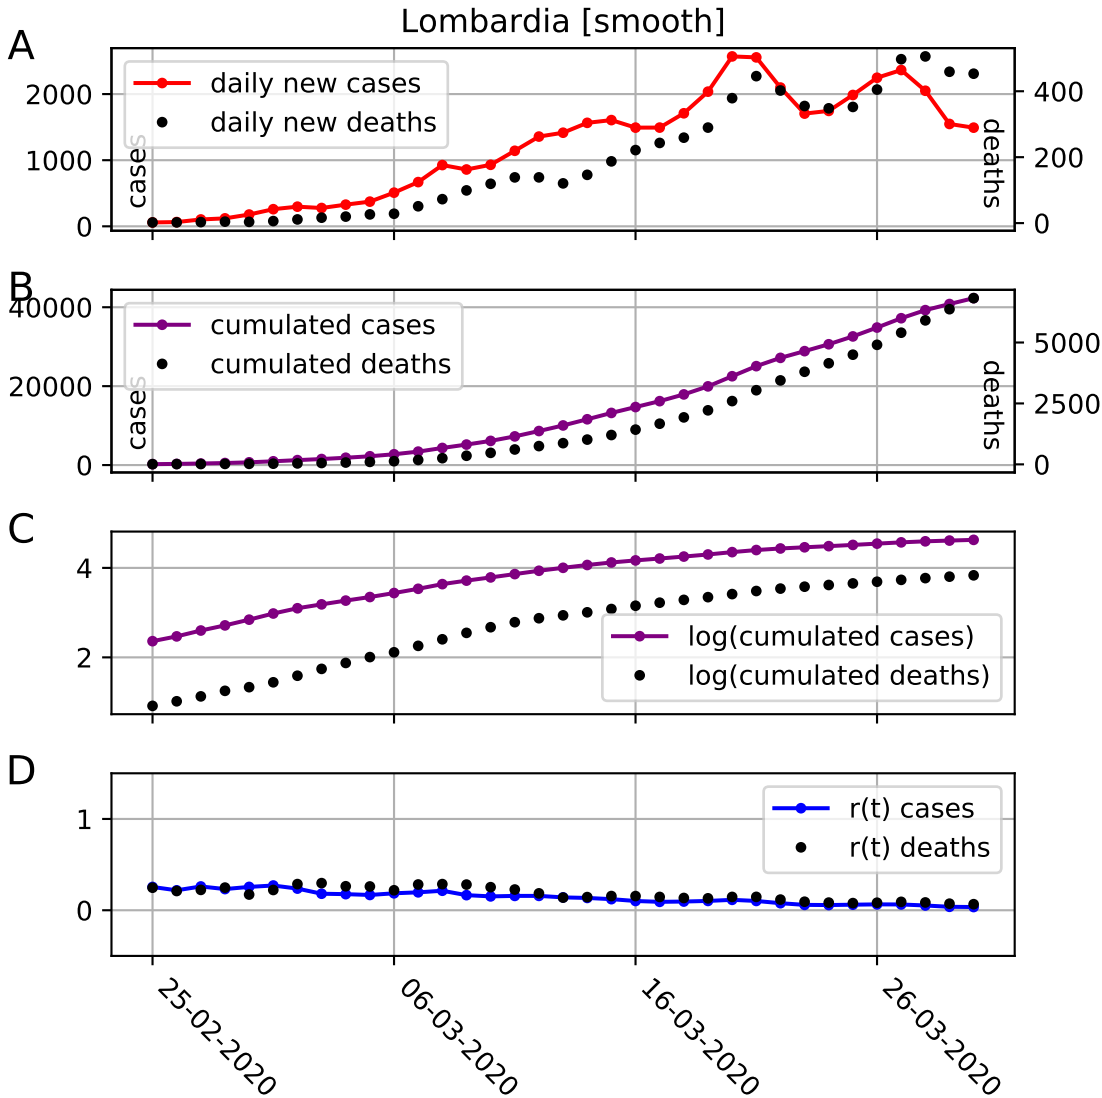 Lombardia [smooth]
A
daily new cases
daily new deaths
2000
1000
0
cases
400
200
0
deaths
B
cumulated cases
cumulated deaths
40000
20000
0
cases
5000
2500
0
deaths
C
4
2
log(cumulated cases)
log(cumulated deaths)
D
1
0
r(t) cases
r(t) deaths
25-02-2020
06-03-2020
16-03-2020
26-03-2020